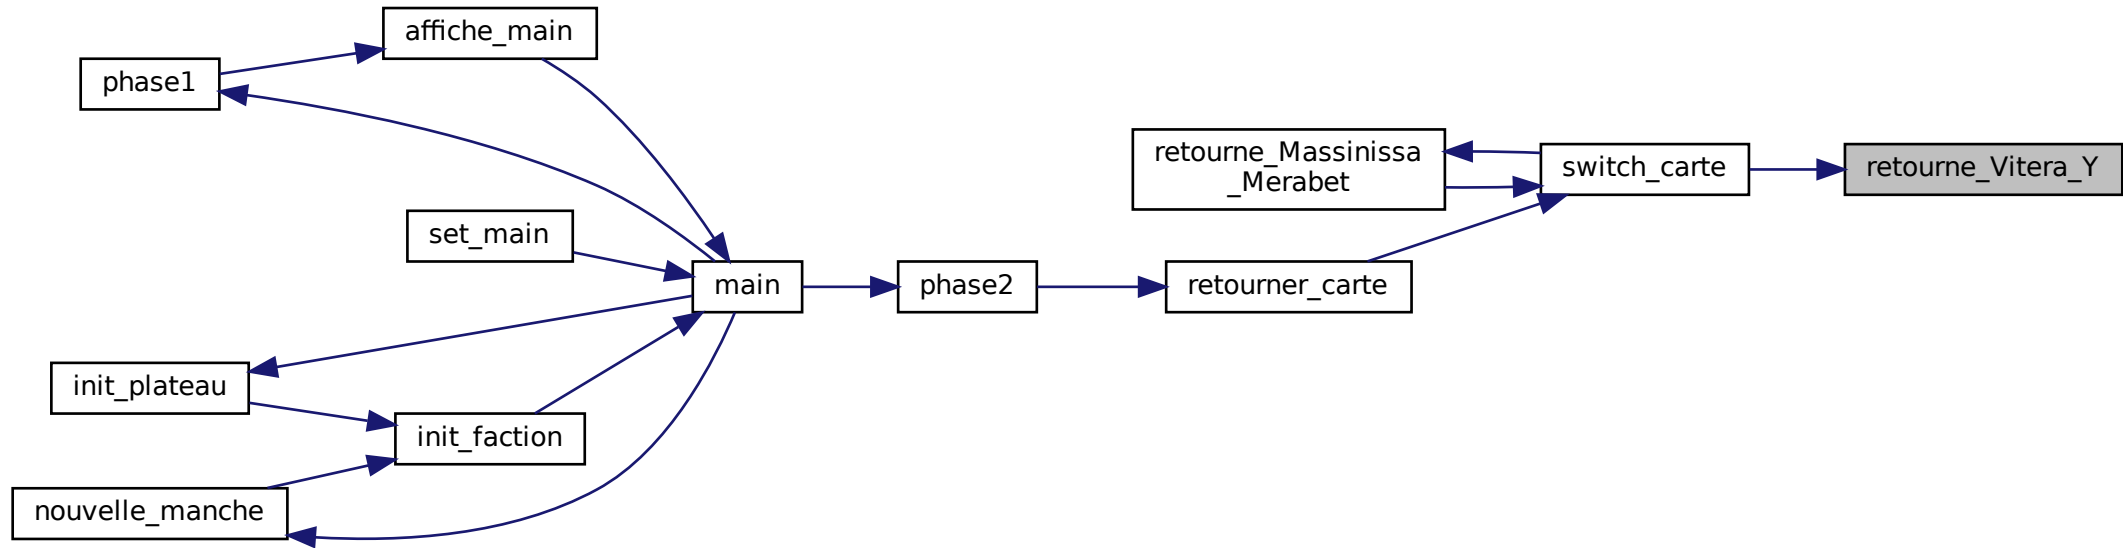 affiche_main
phase1
retourne_Massinissa
_Merabet
switch_carte
retourne_Vitera_Y
set_main
main
phase2
retourner_carte
init_plateau
init_faction
nouvelle_manche